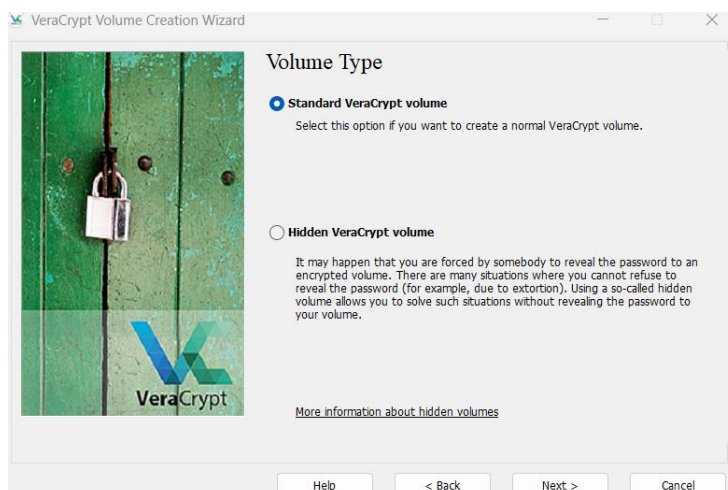 VeraCrypt Volume Creation Wizard
Volume Type
Standard VeraCrypt volume
Select this option if you want to create a normal VeraCrypt volume.
Hidden VeraCrypt volume
It may happen that you are forced by somebody to reveal the password to an
encrypted volume. There are many situations where you cannot refuse to
reveal the password (for example, due to extortion). Using a so-called hidden
volume allows you to solve such situations without revealing the password to
your volume.
VeraCrypt
More information about hidden volumes
Help < Back Next > Cancel